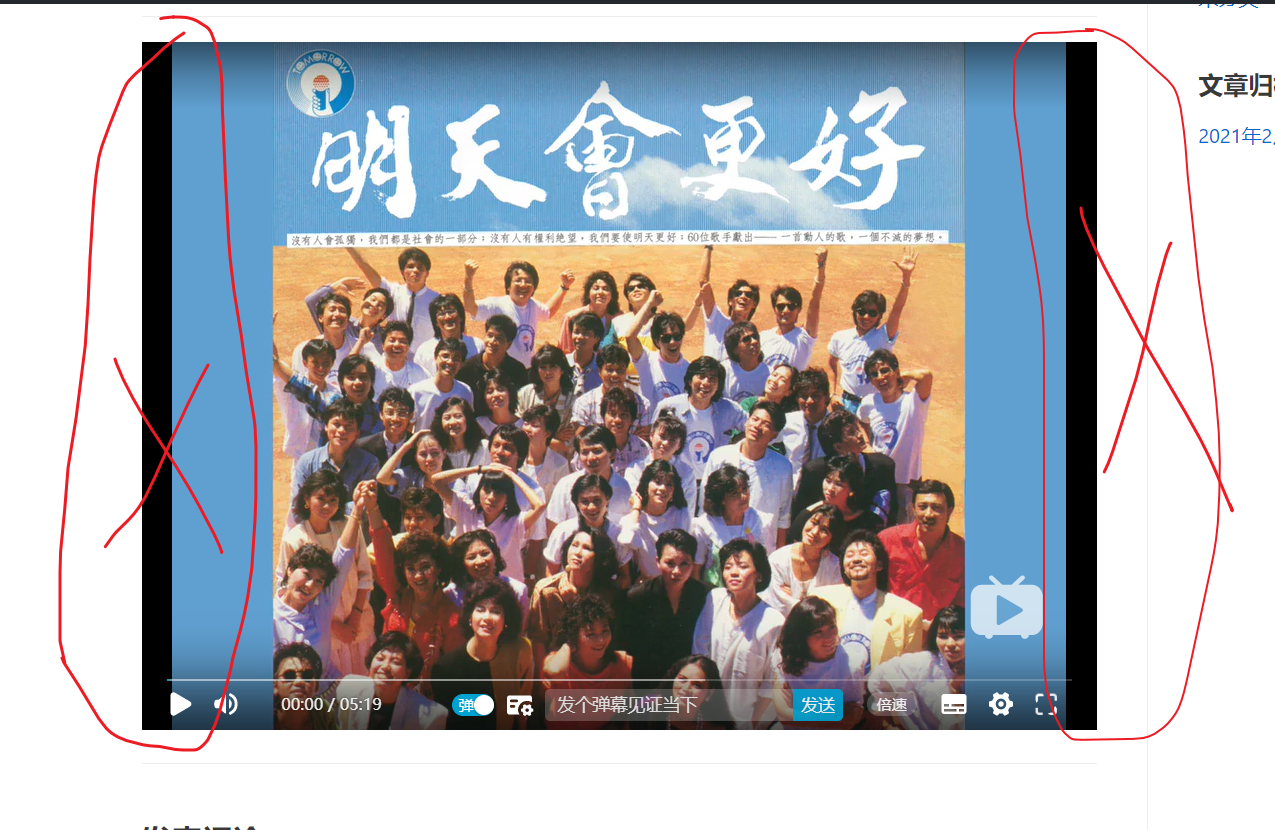 文章归
2021年2
TOMORROW
明天會更好
沒有人會孤獨，我們都是社會的一部分；沒有人有權利絕望，我們要使明天更好；60位歌手獻出——一首動人的歌，一個不滅的夢想。
00:00 / 05:19
弹
发个弹幕见证当下
发送
倍速